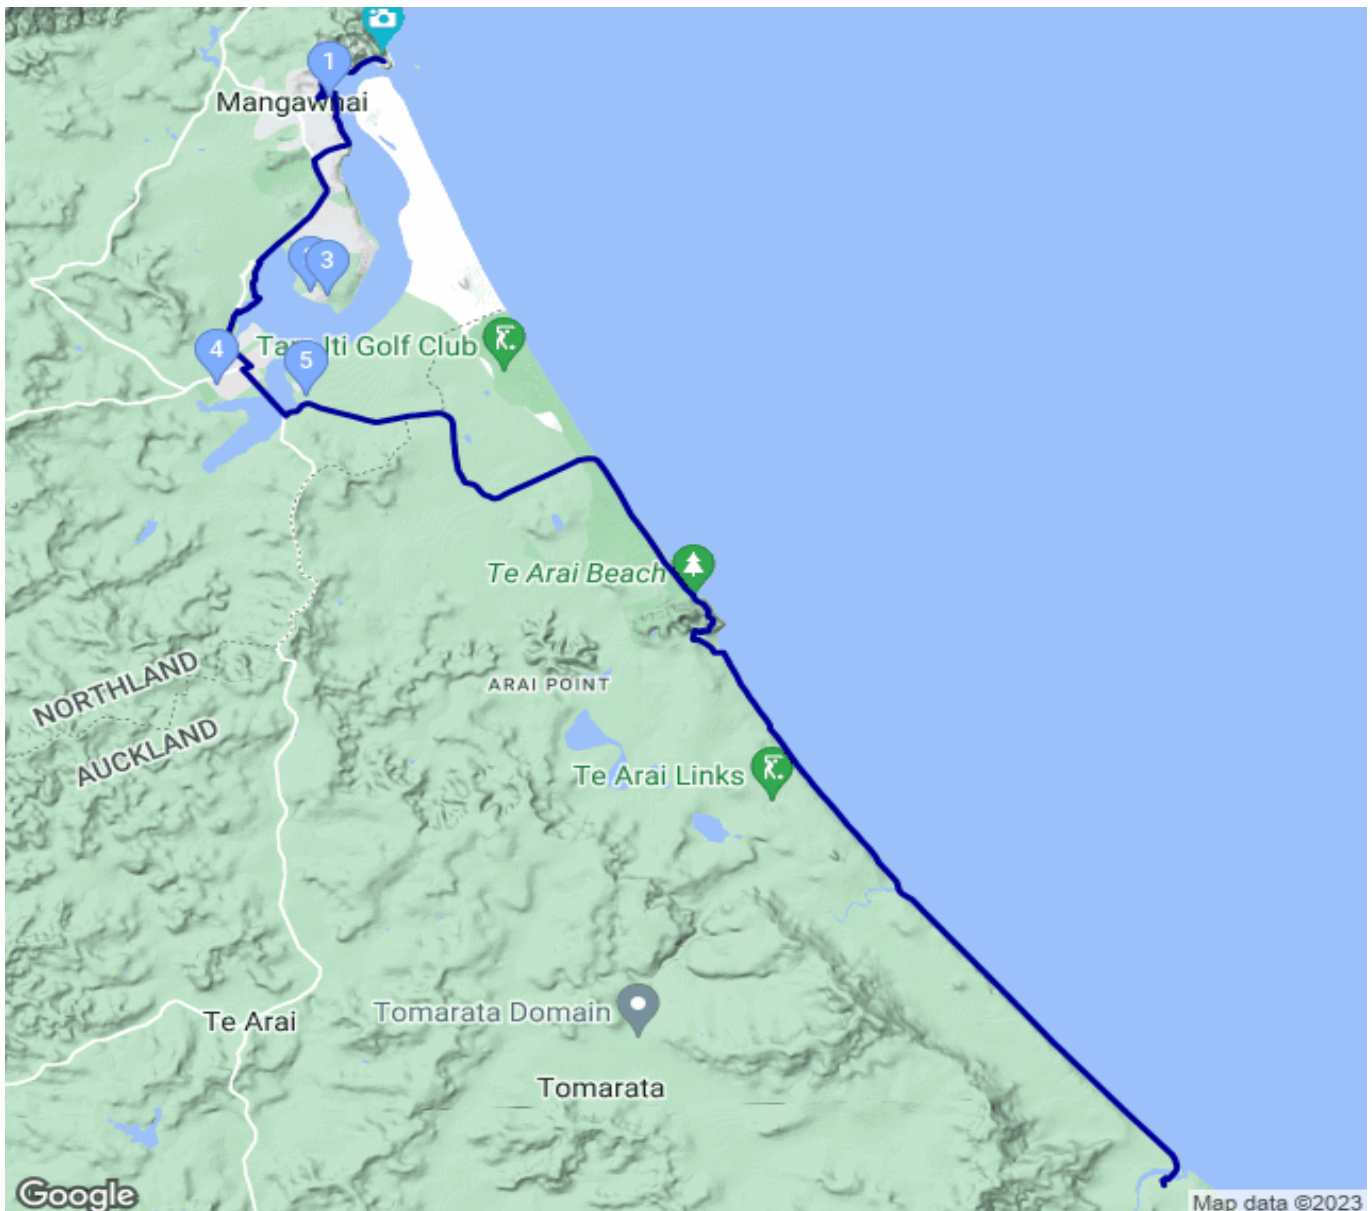 1
Mangawhai
3
Tara Iti Golf Club
4
5
Te Arai Beach
NORTHLAND
AUCKLAND
ARAI POINT
Te Arai Links
Tomarata Domain
Te Arai
Tomarata
Google
Map data ©2023